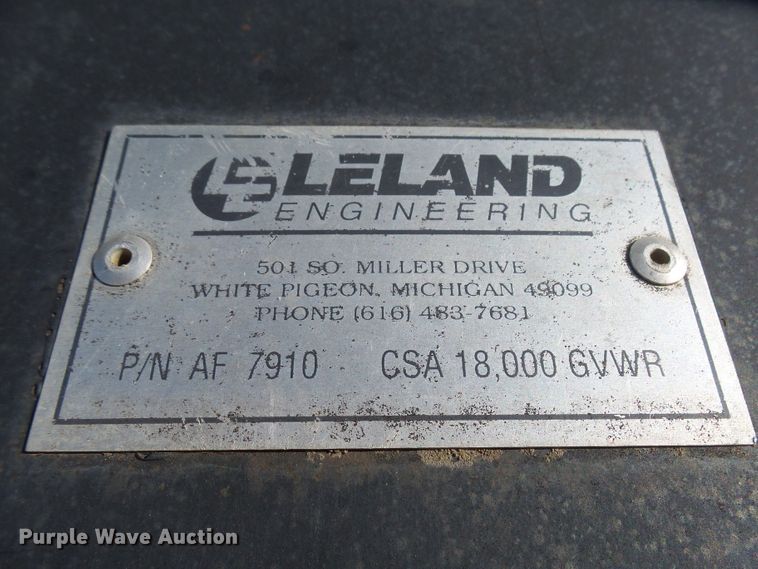 LELAND
ENGINEERING
501 SO. MILLER DRIVE
WHITE PIGEON, MICHIGAN 49099
PHONE (616) 483-7681
P/N AF 7910 CSA 18,000 GVWR
Purple Wave Auction®